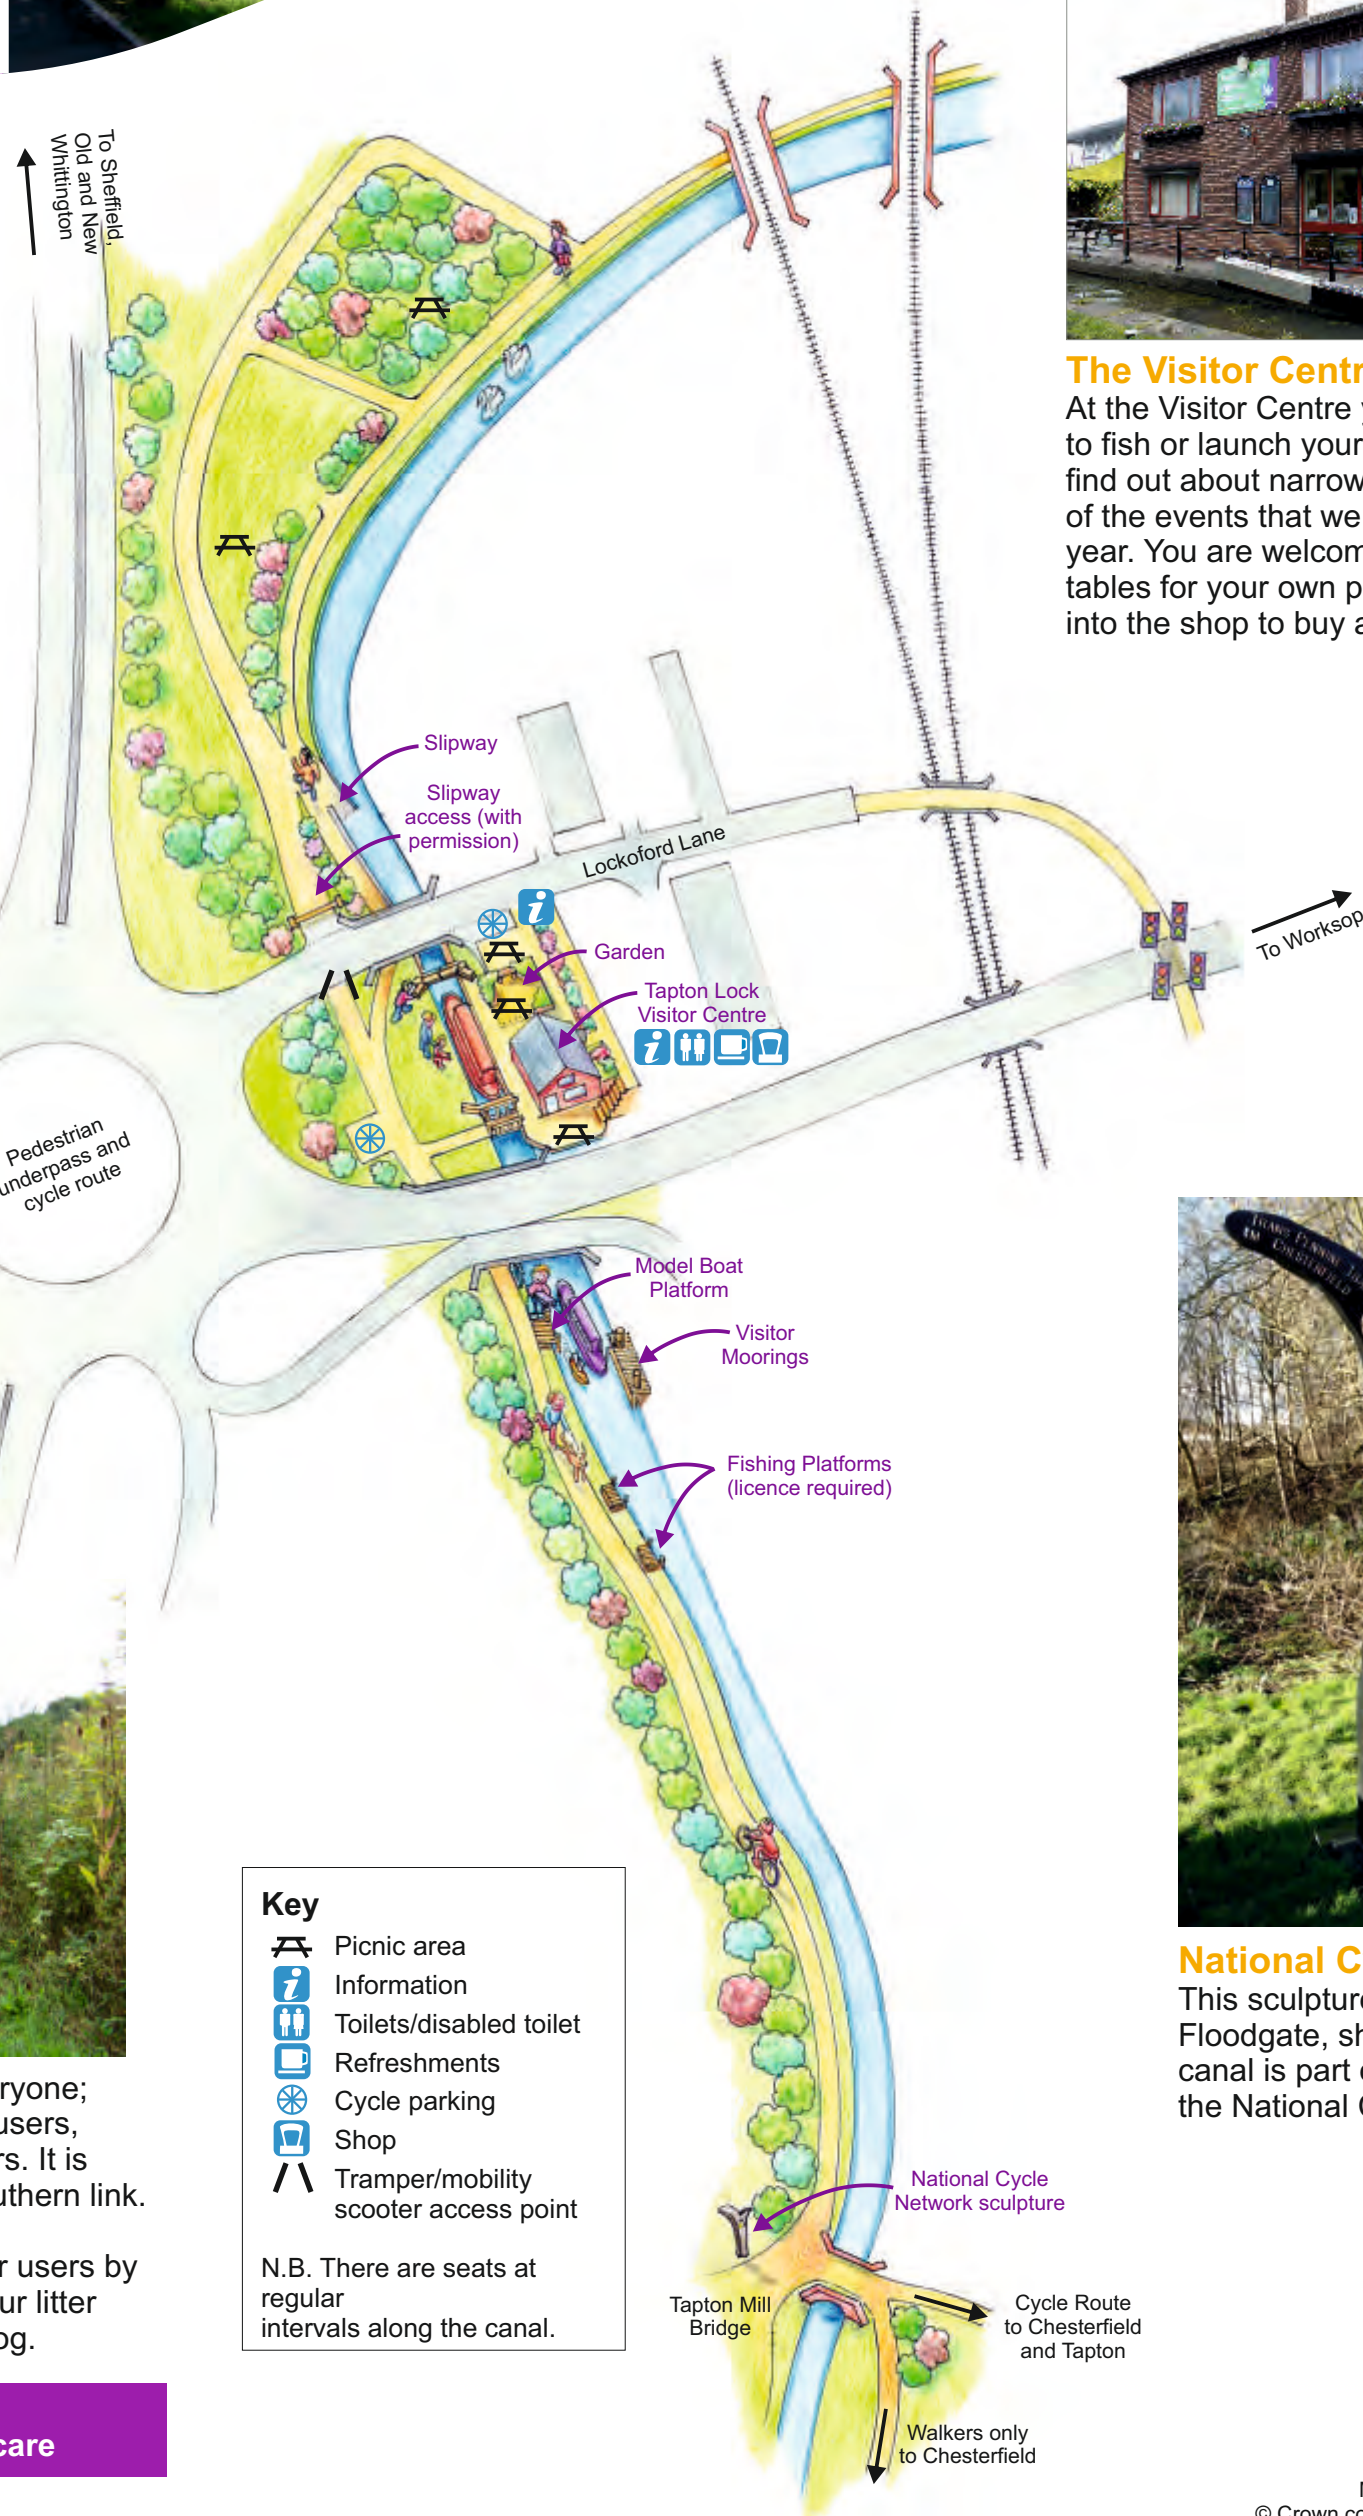 To Sheffield,
Old and New
Whittington
The Visitor Centr
At the Visitor Centre
to fish or launch your
find out about narrow
of the events that we
year. You are welcom
tables for your own p
into the shop to buy a
Slipway
Slipway
access (with
permission)
Lockoford Lane
Garden
Tapton Lock
Visitor Centre
To Worksop
Pedestrian
underpass and
cycle route
Model Boat
Platform
Visitor
Moorings
Fishing Platforms
(licence required)
TRANS PENNINE
CHESTERFIELD
National C
This sculpture
Floodgate, sh
canal is part
the National
Key
Picnic area
Information
Toilets/disabled toilet
Refreshments
Cycle parking
Shop
Tramper/mobility
scooter access point
N.B. There are seats at
regular
intervals along the canal.
ryone;
users,
rs. It is
uthern link.
r users by
ur litter
og.
care
National Cycle
Network sculpture
Tapton Mill
Bridge
Cycle Route
to Chesterfield
and Tapton
Walkers only
to Chesterfield
© Crown co